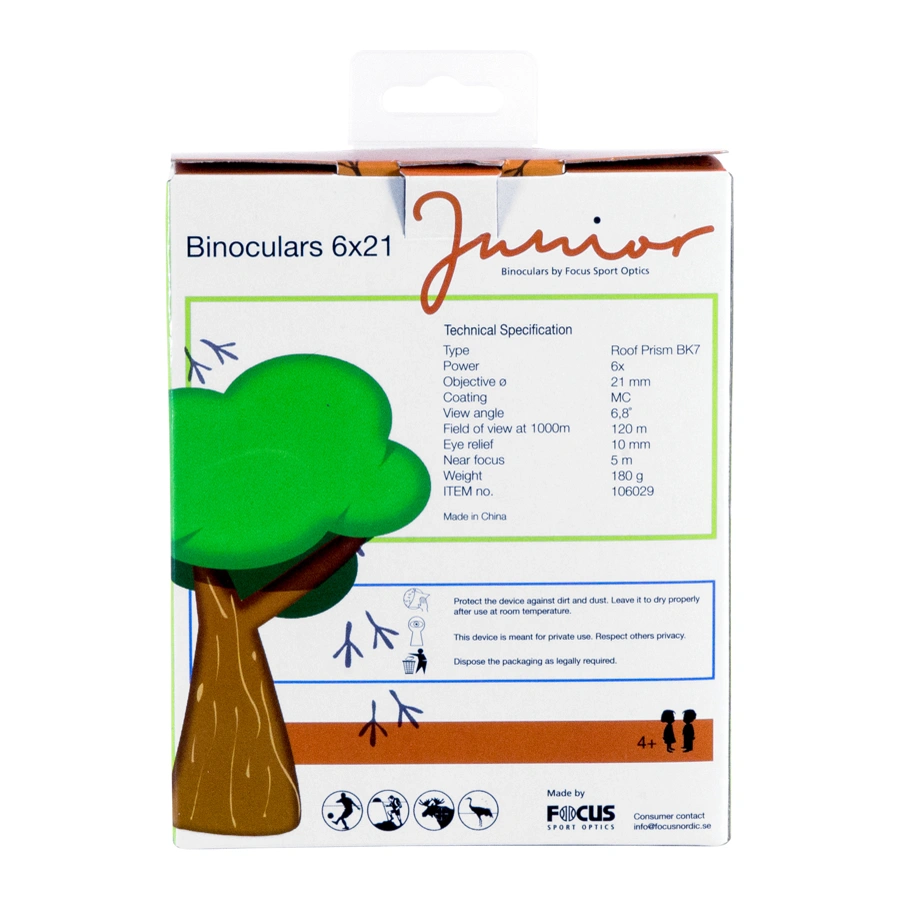 Junior
Binoculars 6x21
Binoculars by Focus Sport Optics
Technical Specification
Type Roof Prism BK7
Power 6x
Objective ø 21 mm
Coating MC
View angle 6,8°
Field of view at 1000m 120 m
Eye relief 10 mm
Near focus 5 m
Weight 180 g
ITEM no. 106029
Made in China
Protect the device against dirt and dust. Leave it to dry properly
after use at room temperature.
This device is meant for private use. Respect others privacy.
Dispose the packaging as legally required.
4+
Made by
FOCUS
SPORT OPTICS
Consumer contact
info@focusnordic.se